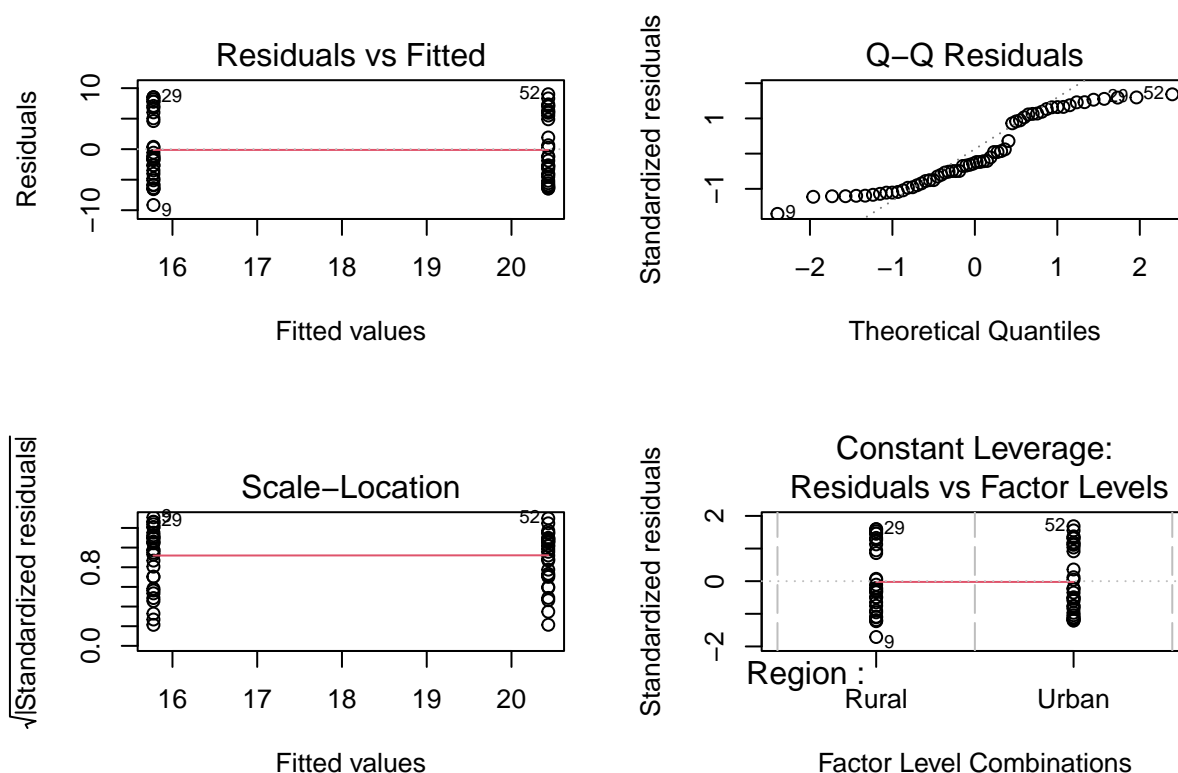 Residuals vs Fitted
Residuals
10
0
−10
29
52
9
16 17 18 19 20
Fitted values
Q−Q Residuals
Standardized residuals
1
−1
52
9
−2 −1 0 1 2
Theoretical Quantiles
Scale−Location
√|Standardized residuals|
0.8
0.0
29
52
16 17 18 19 20
Fitted values
Constant Leverage:
Residuals vs Factor Levels
Standardized residuals
2
0
−2
29
52
9
Region :
Rural Urban
Factor Level Combinations